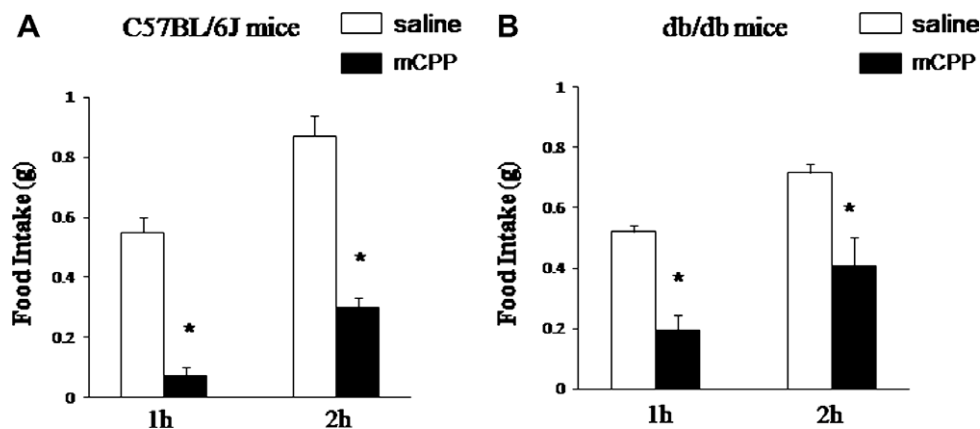 A
C57BL/6J mice
saline
mCPP
Food Intake (g)
1
0.8
0.6
0.4
0.2
0
*
*
1h
2h
B
db/db mice
saline
mCPP
Food Intake (g)
1
0.8
0.6
0.4
0.2
0
*
*
1h
2h